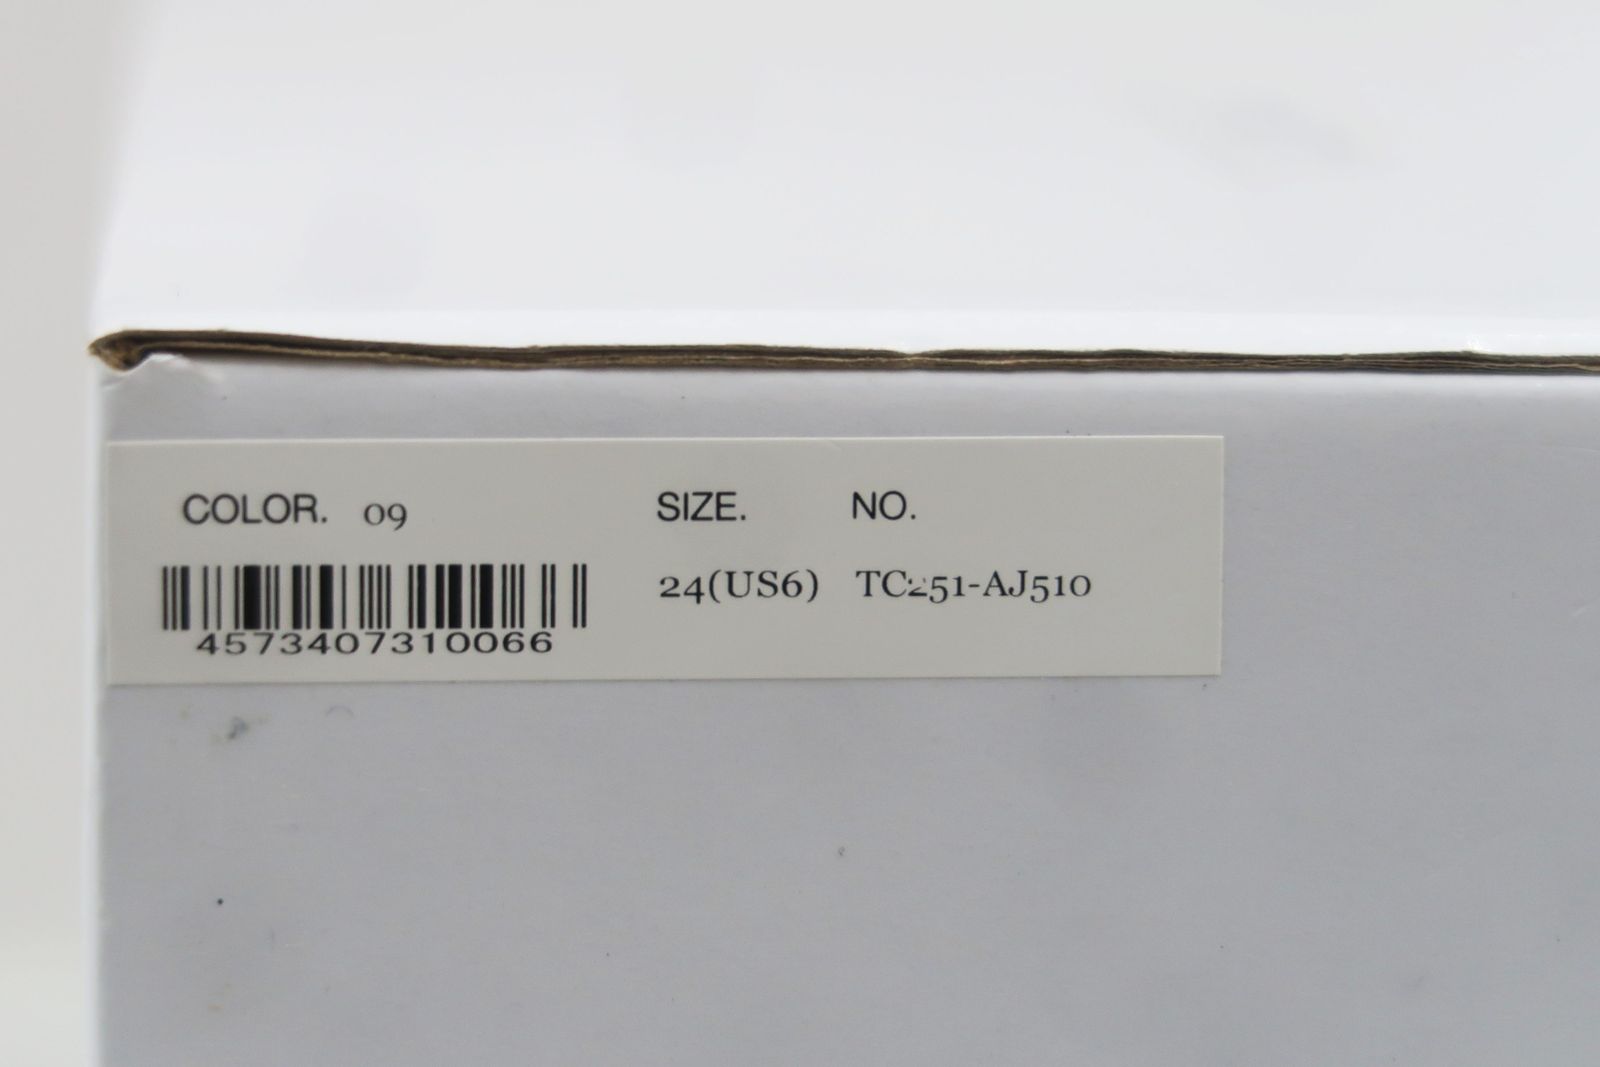 COLOR. 09 SIZE. NO.
24(US6) TC251-AJ510
4573407310066